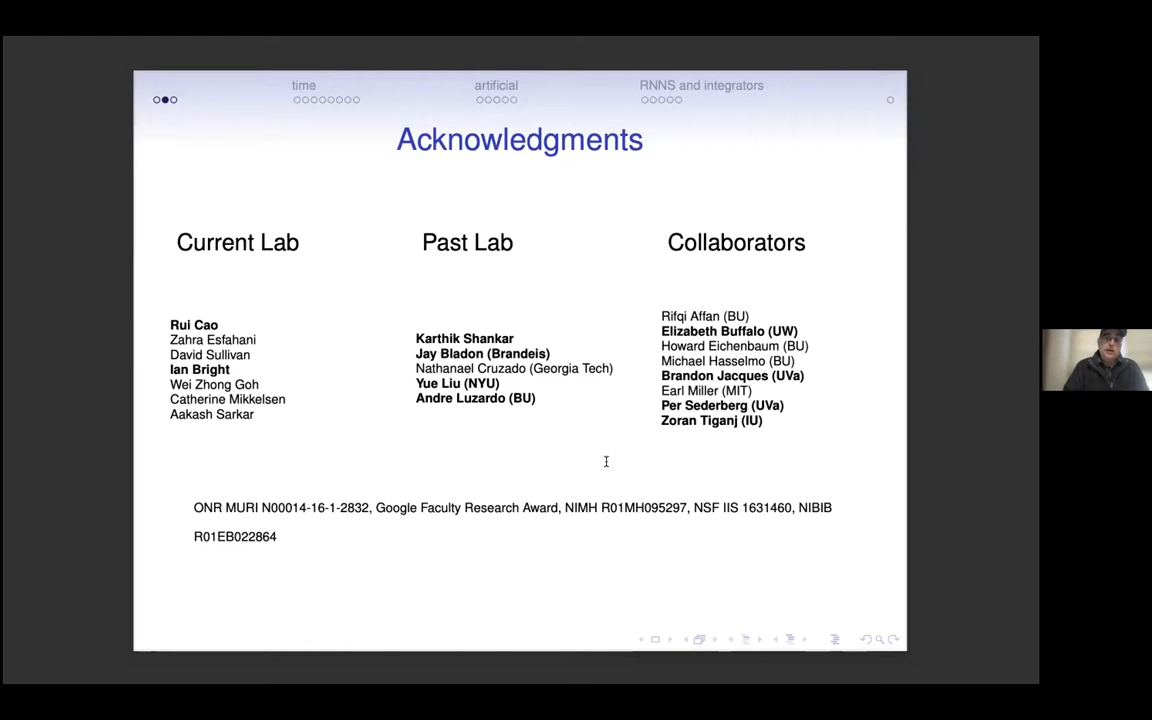 time
artificial
RNNS and integrators
Acknowledgments
Current Lab
Rui Cao
Zahra Esfahani
David Sullivan
Ian Bright
Wei Zhong Goh
Catherine Mikkelsen
Aakash Sarkar
Past Lab
Karthik Shankar
Jay Bladon (Brandeis)
Nathanael Cruzado (Georgia Tech)
Yue Liu (NYU)
Andre Luzardo (BU)
Collaborators
Rifqi Affan (BU)
Elizabeth Buffalo (UW)
Howard Eichenbaum (BU)
Michael Hasselmo (BU)
Brandon Jacques (UVa)
Earl Miller (MIT)
Per Sederberg (UVa)
Zoran Tiganj (IU)
ONR MURI N00014-16-1-2832, Google Faculty Research Award, NIMH R01MH095297, NSF IIS 1631460, NIBIB
R01EB022864